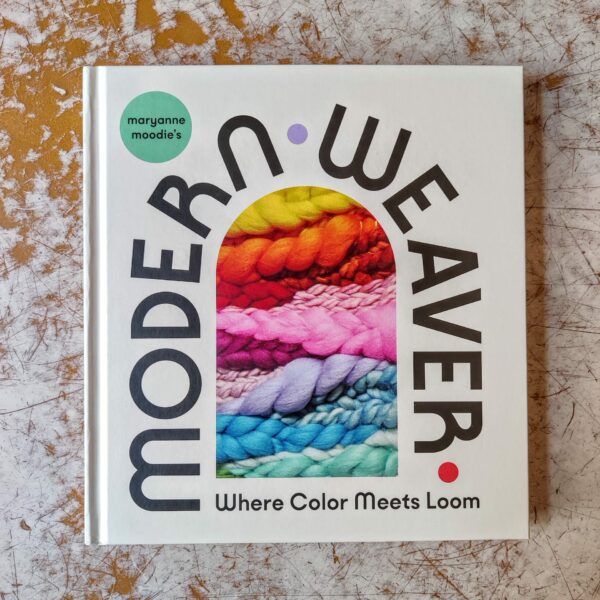 maryanne
moodie's
MODERN WEAVER
Where Color Meets Loom